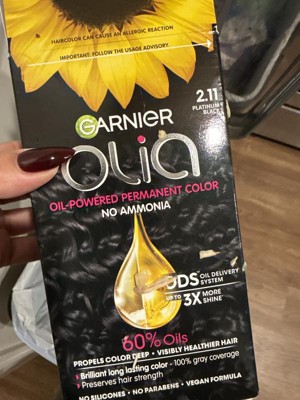 HAIRCOLOR CAN CAUSE AN ALLERGIC REACTION
IMPORTANT: FOLLOW THE USAGE ADVISORY.
2.11
PLATINUM
BLACK
GARNIER
OLIA
OIL-POWERED PERMANENT COLOR
NO AMMONIA
ODS OIL DELIVERY
SYSTEM
UP TO 3X MORE
SHINE
60% Oils
PROPELS COLOR DEEP • VISIBLY HEALTHIER HAIR
Brilliant long lasting color - 100% gray coverage
Preserves hair strength
NO SILICONES • NO PARABENS • VEGAN FORMULA